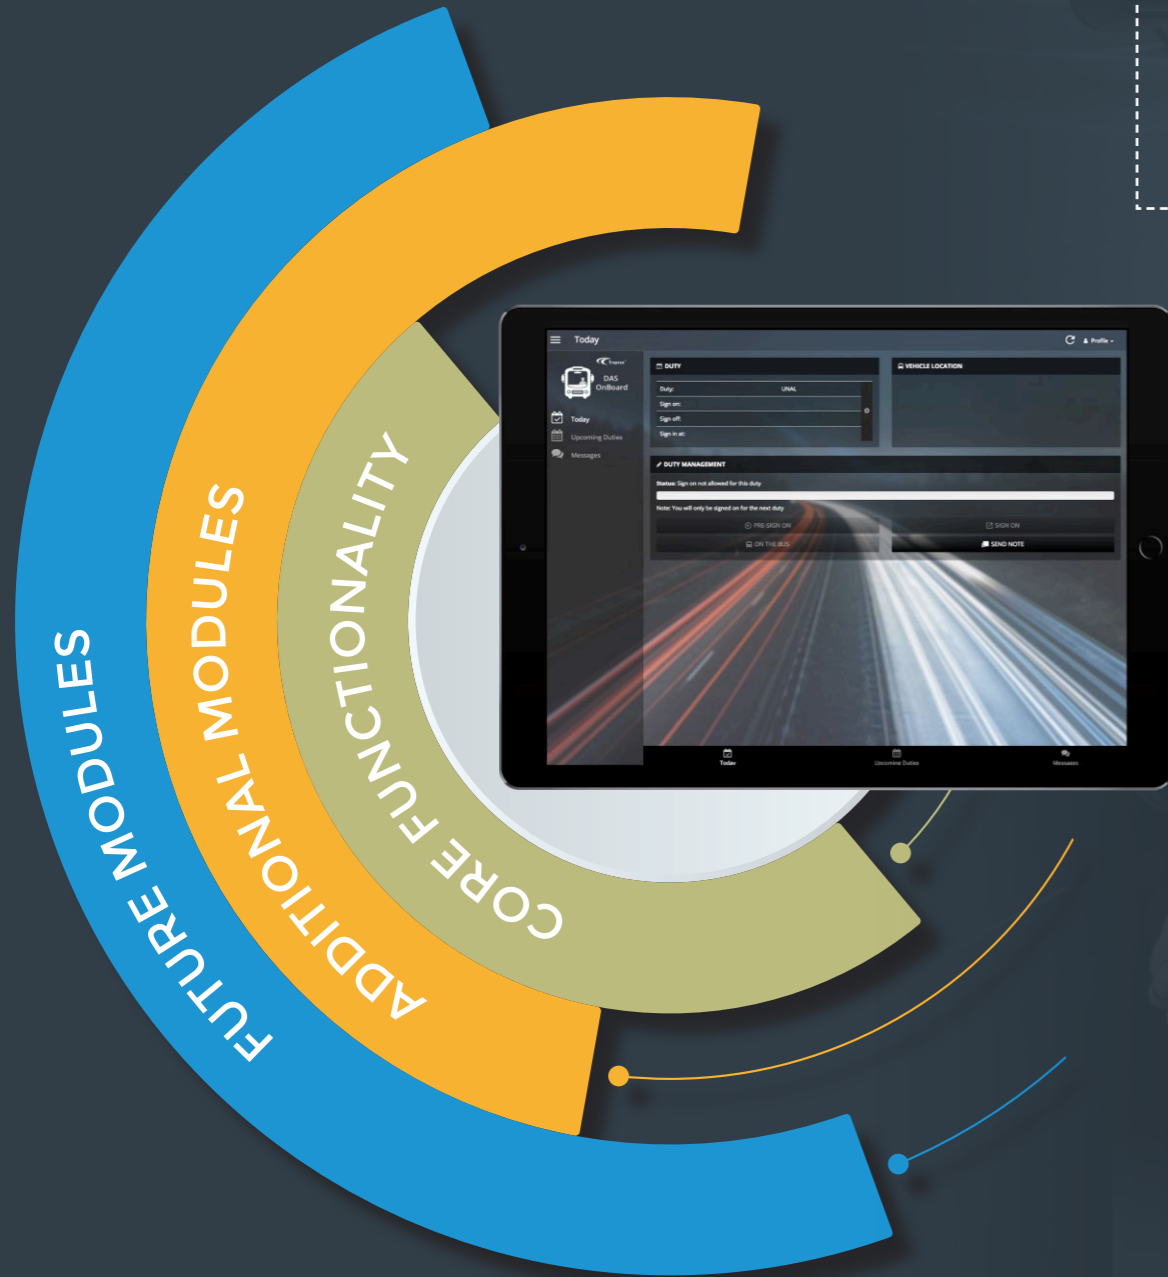 FUTURE MODULES
ADDITIONAL MODULES
CORE FUNCTIONALITY
Today
Profile
DAS
OnBoard
Today
Upcoming Duties
Messages
DUTY
Duty: UNAL
Sign on:
Sign off:
Sign in at:
VEHICLE LOCATION
DUTY MANAGEMENT
Status: Sign on not allowed for this duty
Note: You will only be signed on for the next duty
PRE-SIGN ON
SIGN ON
ON THE BUS
SEND NOTE
Today
Upcoming Duties
Messages